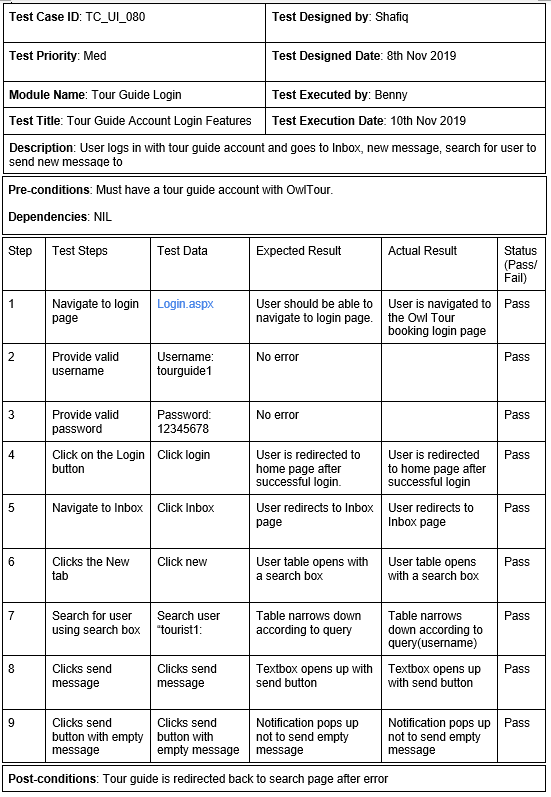 Test Case ID: TC_UI_080
Test Designed by: Shafiq
Test Priority: Med
Test Designed Date: 8th Nov 2019
Module Name: Tour Guide Login
Test Executed by: Benny
Test Title: Tour Guide Account Login Features
Test Execution Date: 10th Nov 2019
Description: User logs in with tour guide account and goes to Inbox, new message, search for user to
send new message to
Pre-conditions: Must have a tour guide account with OwlTour.
Dependencies: NIL
Step
Test Steps
Test Data
Expected Result
Actual Result
Status
(Pass/
Fail)
1
Navigate to login
page
Login.aspx
User should be able to
navigate to login page.
User is navigated to
the Owl Tour
booking login page
Pass
2
Provide valid
username
Username:
tourguide1
No error
Pass
3
Provide valid
password
Password:
12345678
No error
Pass
4
Click on the Login
button
Click login
User is redirected to
home page after
successful login.
User is redirected
to home page after
successful login
Pass
5
Navigate to Inbox
Click Inbox
User redirects to Inbox
page
User redirects to
Inbox page
Pass
6
Clicks the New
tab
Click new
User table opens with
a search box
User table opens
with a search box
Pass
7
Search for user
using search box
Search user
“tourist1:
Table narrows down
according to query
Table narrows
down according to
query(username)
Pass
8
Clicks send
message
Clicks send
message
Textbox opens up with
send button
Textbox opens up
with send button
Pass
9
Clicks send
button with empty
message
Clicks send
button with
empty message
Notification pops up
not to send empty
message
Notification pops up
not to send empty
message
Pass
Post-conditions: Tour guide is redirected back to search page after error